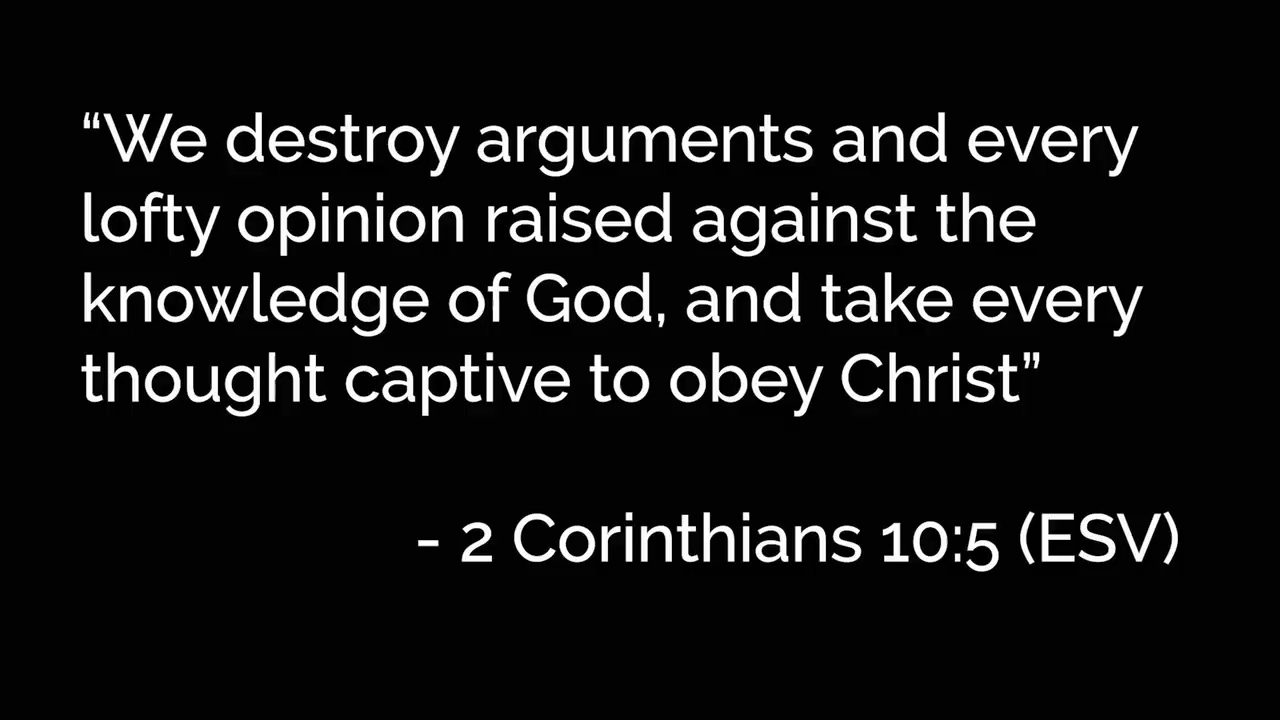 “We destroy arguments and every
lofty opinion raised against the
knowledge of God, and take every
thought captive to obey Christ”
- 2 Corinthians 10:5 (ESV)